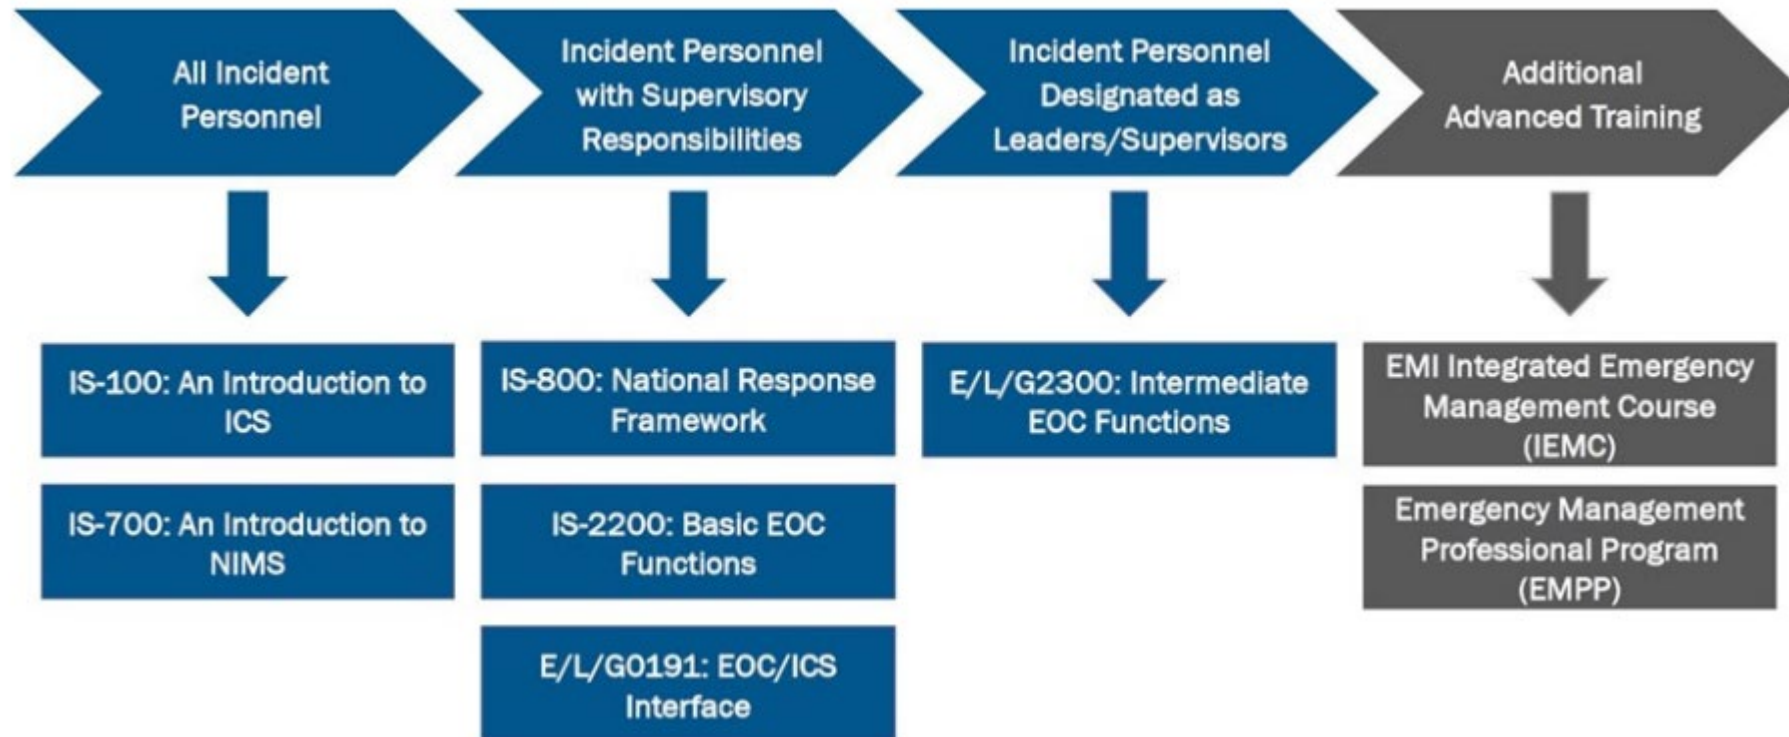 All Incident
Personnel
Incident Personnel
with Supervisory
Responsibilities
Incident Personnel
Designated as
Leaders/Supervisors
Additional
Advanced Training
IS-100: An Introduction to
ICS
IS-700: An Introduction to
NIMS
IS-800: National Response
Framework
IS-2200: Basic EOC
Functions
E/L/G0191: EOC/ICS
Interface
E/L/G2300: Intermediate
EOC Functions
EMI Integrated Emergency
Management Course
(IEMC)
Emergency Management
Professional Program
(EMPP)